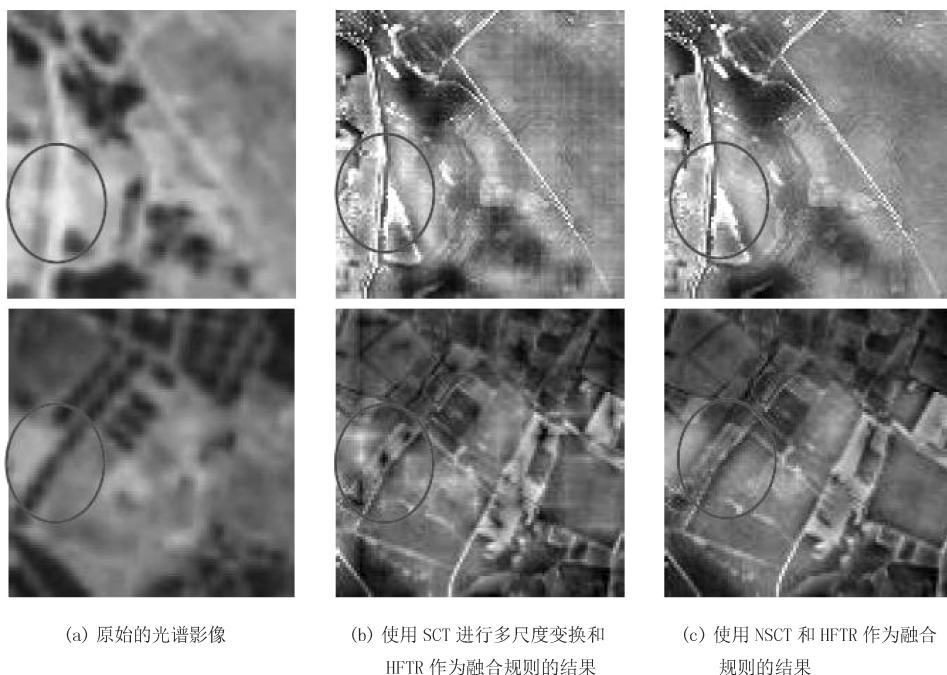 (a) 原始的光谱影像
(b) 使用 SCT 进行多尺度变换和
HFTR 作为融合规则的结果
(c) 使用 NSCT 和 HFTR 作为融合
规则的结果